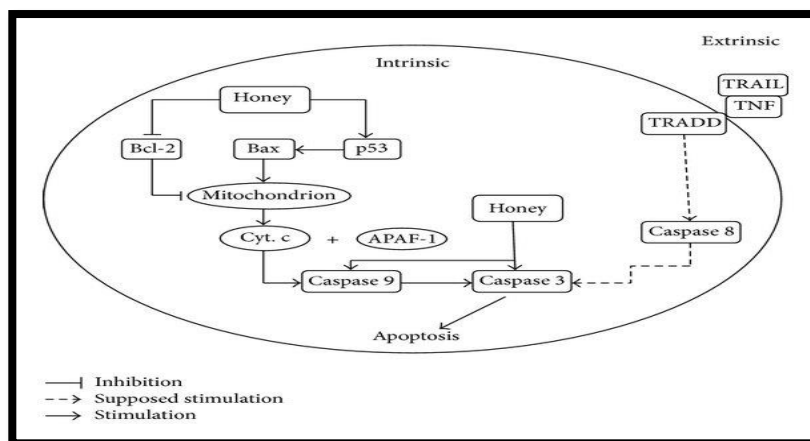 Extrinsic
Intrinsic
TRAIL
TNF
Honey
TRADD
Bcl-2
Bax
p53
Mitochondrion
Honey
Cyt. c
+
APAF-1
Caspase 8
Caspase 9
Caspase 3
Apoptosis
Inhibition
Supposed stimulation
Stimulation